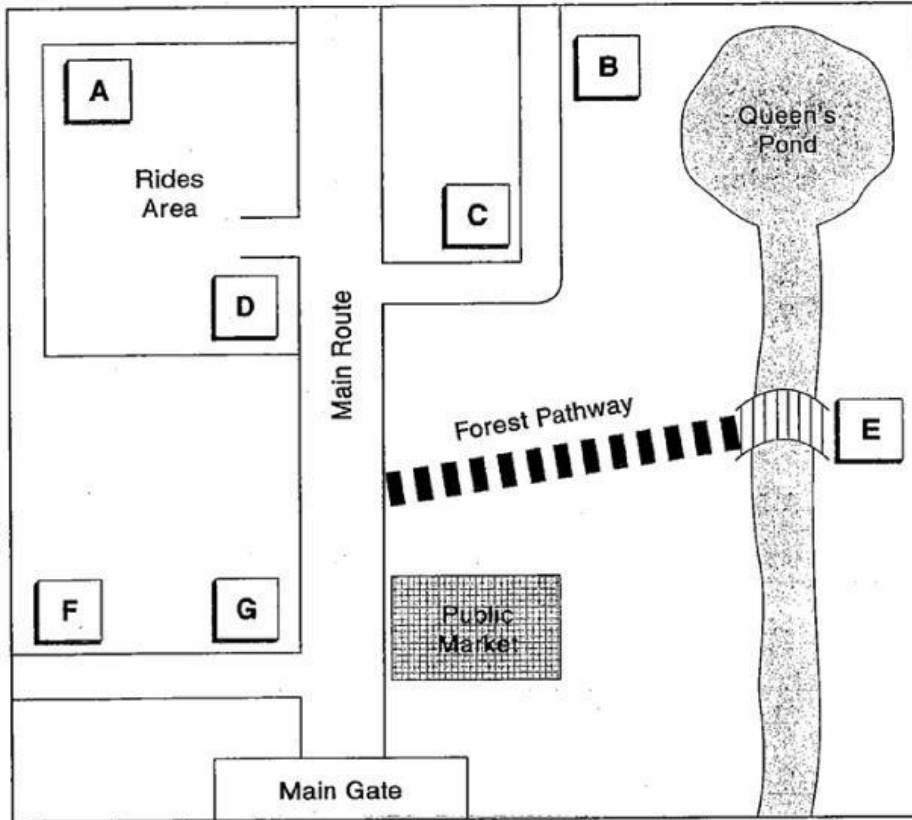 A
B
Queen's
Pond
Rides
Area
C
D
Main Route
Forest Pathway
E
F
G
Public
Market
Main Gate